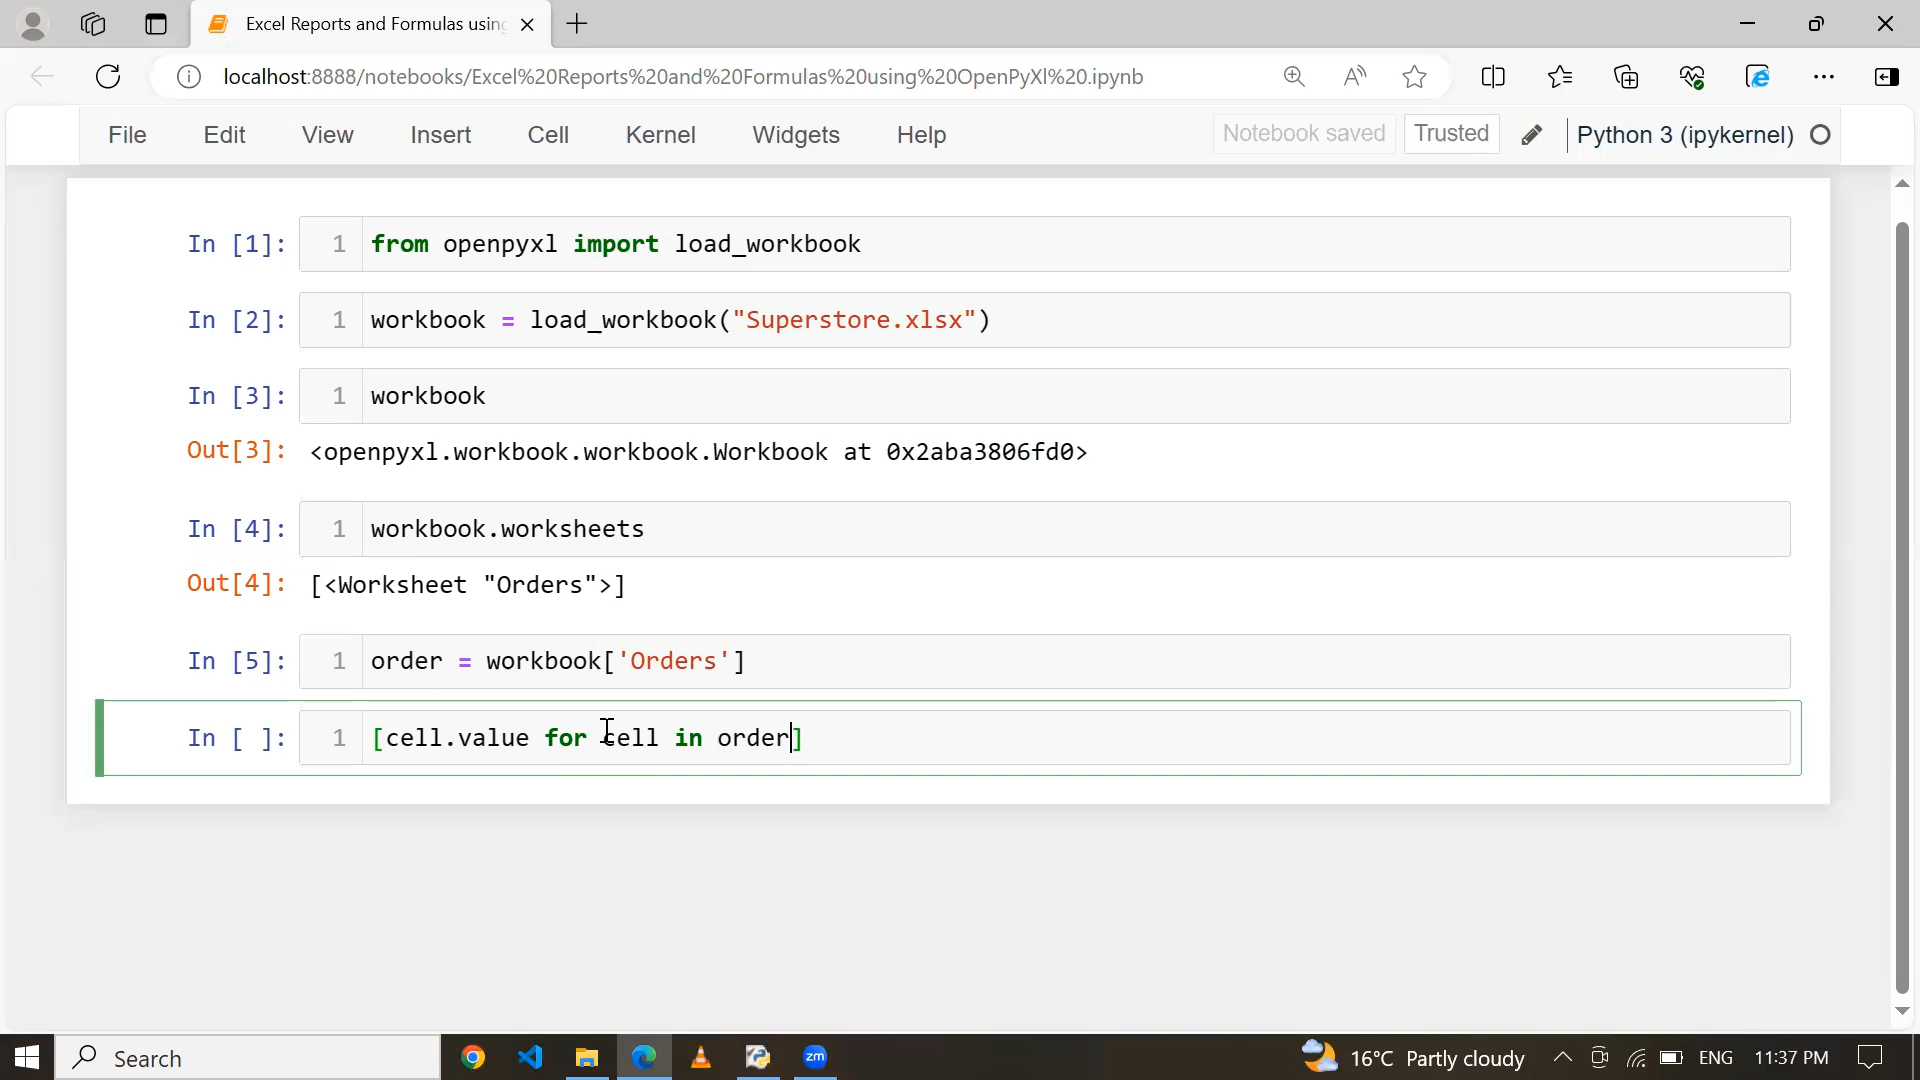 Excel Reports and Formulas using
localhost:8888/notebooks/Excel%20Reports%20and%20Formulas%20using%20OpenPyXl%20.ipynb
File Edit View Insert Cell Kernel Widgets Help Notebook saved Trusted Python 3 (ipykernel)
In [1]: 1 from openpyxl import load_workbook
In [2]: 1 workbook = load_workbook("Superstore.xlsx")
In [3]: 1 workbook
Out[3]: <openpyxl.workbook.workbook.Workbook at 0x2aba3806fd0>
In [4]: 1 workbook.worksheets
Out[4]: [<Worksheet "Orders">]
In [5]: 1 order = workbook['Orders']
In [ ]: 1 [cell.value for cell in order]
Search zm 16°C Partly cloudy ENG 11:37 PM